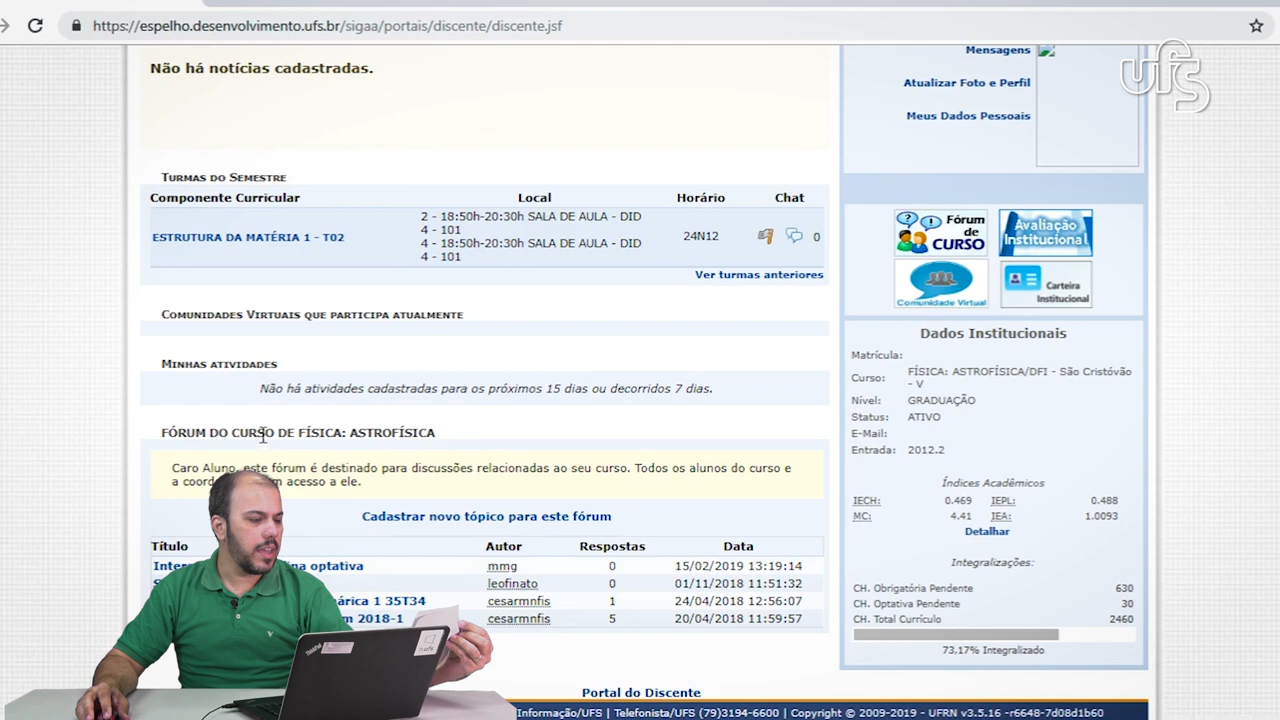 https://espelho.desenvolvimento.ufs.br/sigaa/portais/discente/discente.jsf
ufs
Não há notícias cadastradas.
Mensagens
Atualizar Foto e Perfil
Meus Dados Pessoais
TURMAS DO SEMESTRE
Componente Curricular Local Horário Chat
ESTRUTURA DA MATÉRIA 1 - T02
2 - 18:50h-20:30h SALA DE AULA - DID
4 - 101
4 - 18:50h-20:30h SALA DE AULA - DID
4 - 101
24N12 0
Ver turmas anteriores
COMUNIDADES VIRTUAIS QUE PARTICIPA ATUALMENTE
MINHAS ATIVIDADES
Não há atividades cadastradas para os próximos 15 dias ou decorridos 7 dias.
FÓRUM DO CURSO DE FÍSICA: ASTROFÍSICA
Caro Aluno, este fórum é destinado para discussões relacionadas ao seu curso. Todos os alunos do curso e
a acesso a ele.
Cadastrar novo tópico para este fórum
Título Autor Respostas Data
optativa mmg 0 15/02/2019 13:19:14
leofinato 0 01/11/2018 11:51:32
1 35T34 cesarmnfis 1 24/04/2018 12:56:07
2018-1 cesarmnfis 5 20/04/2018 11:59:57
Fórum
de
CURSO
Avaliação
Institucional
Comunidade Virtual
Carteira
Institucional
Dados Institucionais
Matrícula:
Curso: FÍSICA: ASTROFÍSICA/DFI - São Cristóvão
- V
Nível: GRADUAÇÃO
Status: ATIVO
E-Mail:
Entrada: 2012.2
Índices Acadêmicos
IECH: 0.469 IEPL: 0.488
MC: 4.41 IEA: 1.0093
Detalhar
Integralizações:
CH. Obrigatória Pendente 630
CH. Optativa Pendente 30
CH. Total Currículo 2460
73,17% Integralizado
Portal do Discente
Informação/UFS | Telefonista/UFS (79)3194-6600 | Copyright © 2009-2019 - UFRN v3.5.16 -r6648-7d08d1b60
ThinkPad
ufs